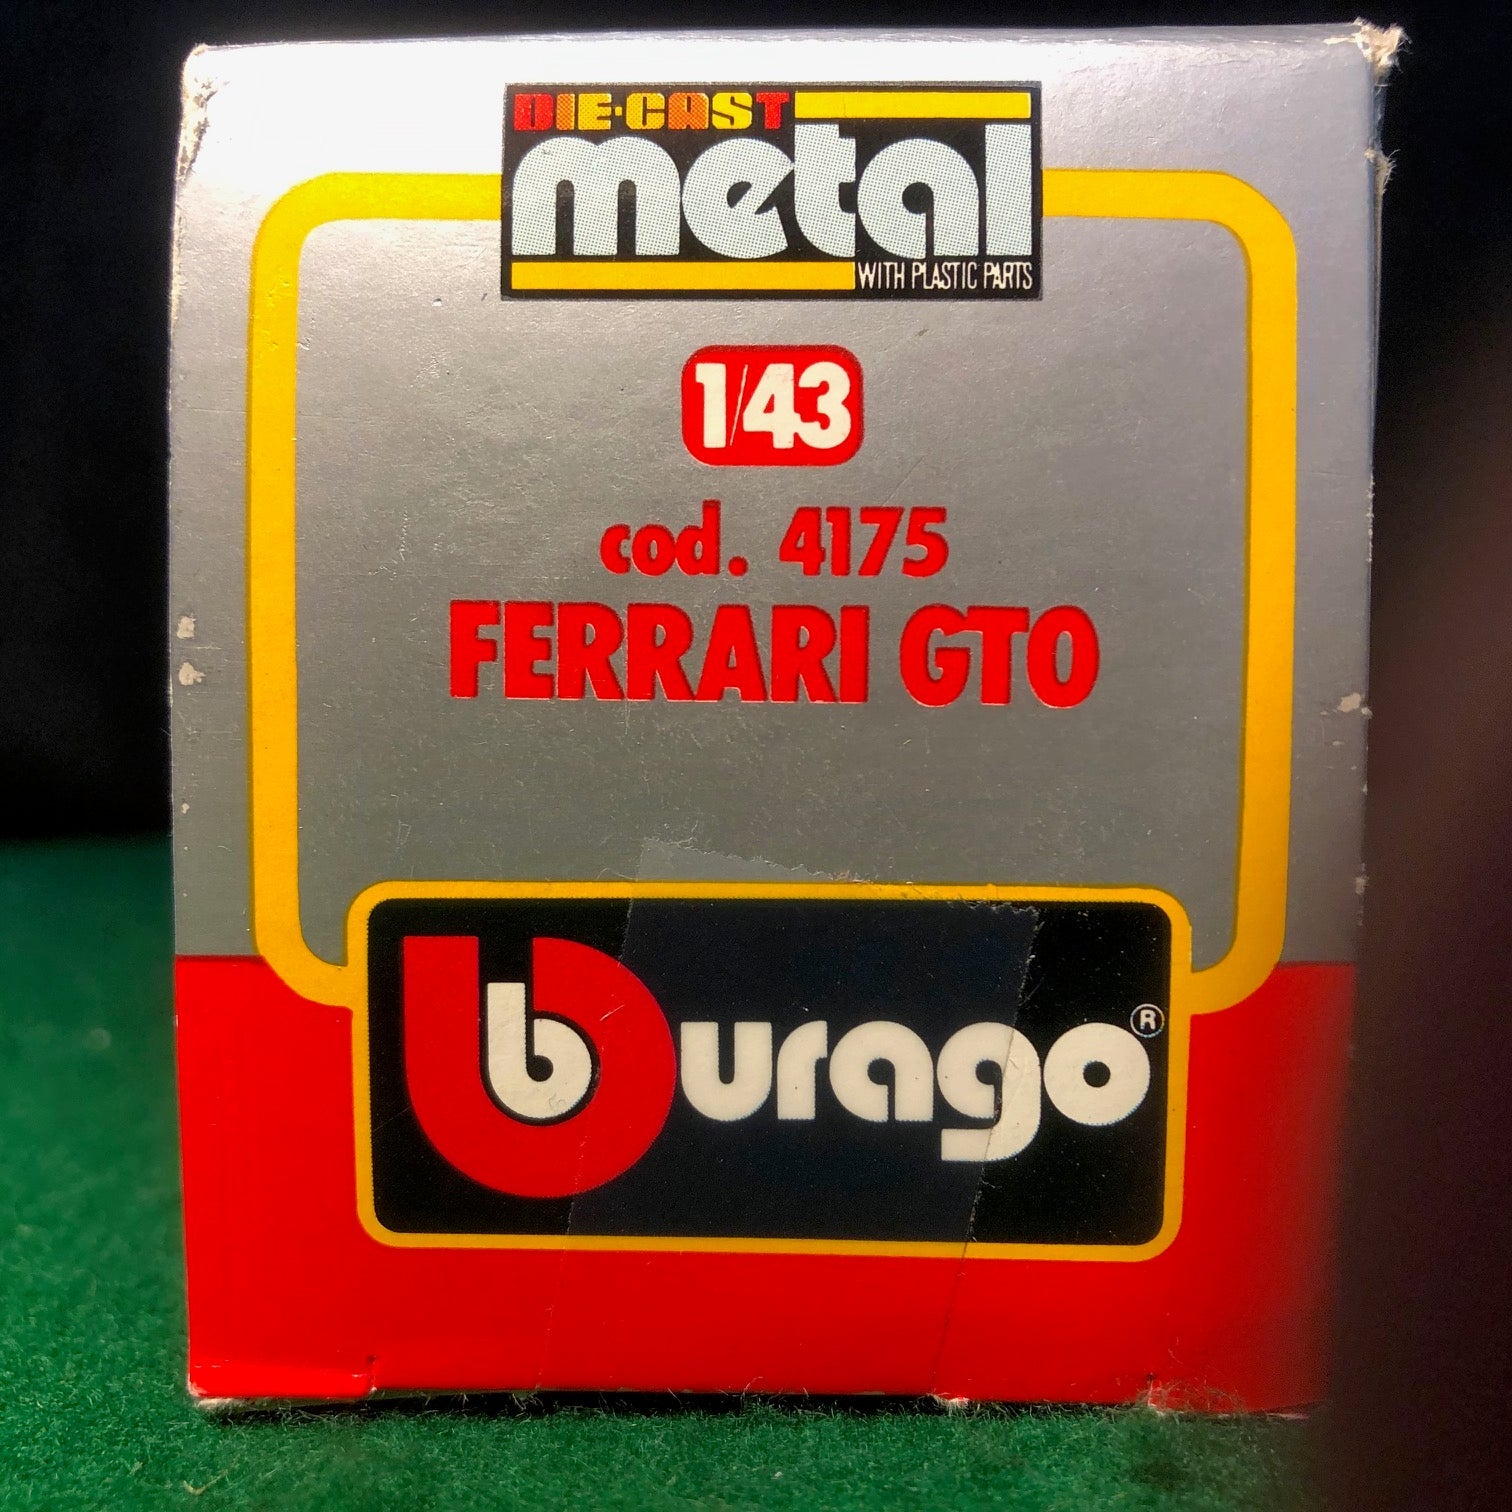 DIE·CAST
metal
WITH PLASTIC PARTS
1/43
cod. 4175
FERRARI GTO
b
burago ®